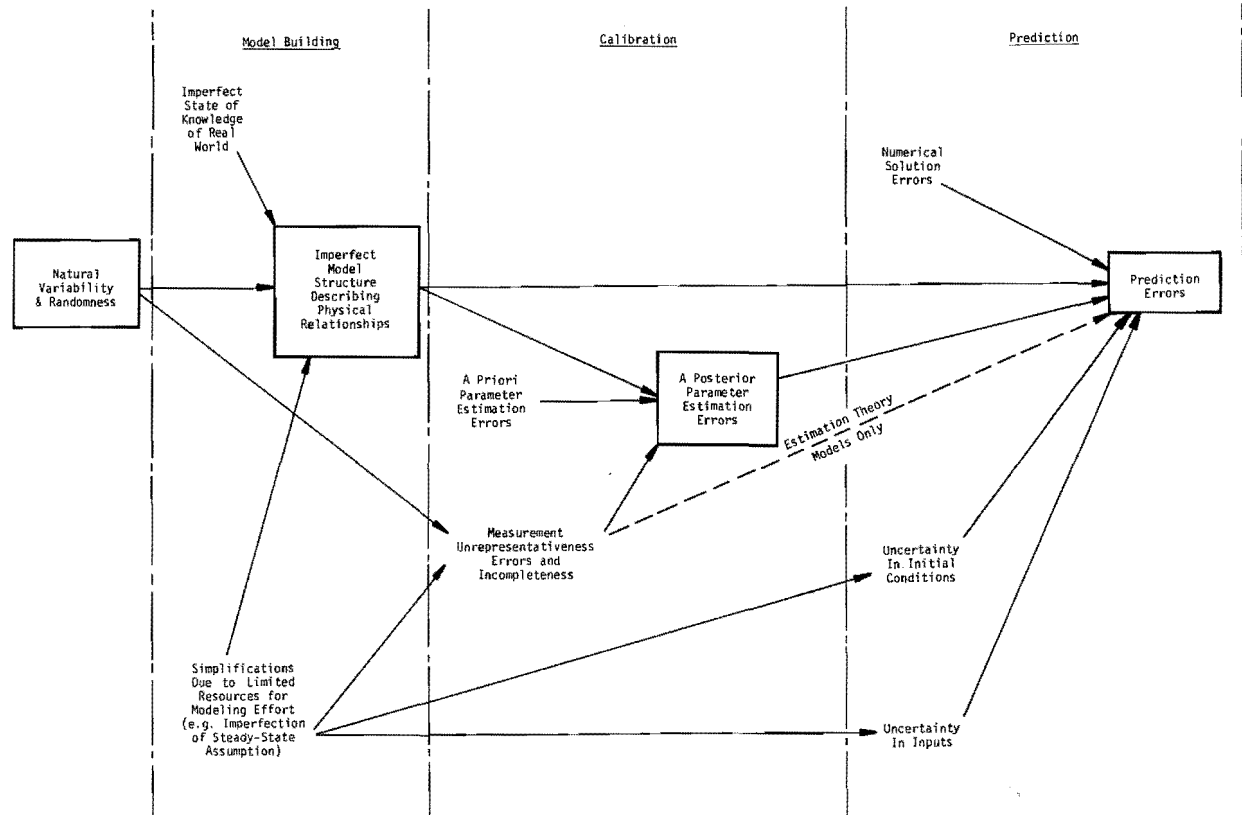 Model Building
Calibration
Prediction
Imperfect
State of
Knowledge
of Real
World
Numerical
Solution
Errors
Natural
Variability
& Randomness
Imperfect
Model
Structure
Describing
Physical
Relationships
Prediction
Errors
A Priori
Parameter
Estimation
Errors
A Posterior
Parameter
Estimation
Errors
Estimation Theory
Models Only
Measurement
Unrepresentativeness
Errors and
Incompleteness
Uncertainty
In Initial
Conditions
Simplifications
Due to Limited
Resources for
Modeling Effort
(e.g. Imperfection
of Steady-State
Assumption)
Uncertainty
In Inputs